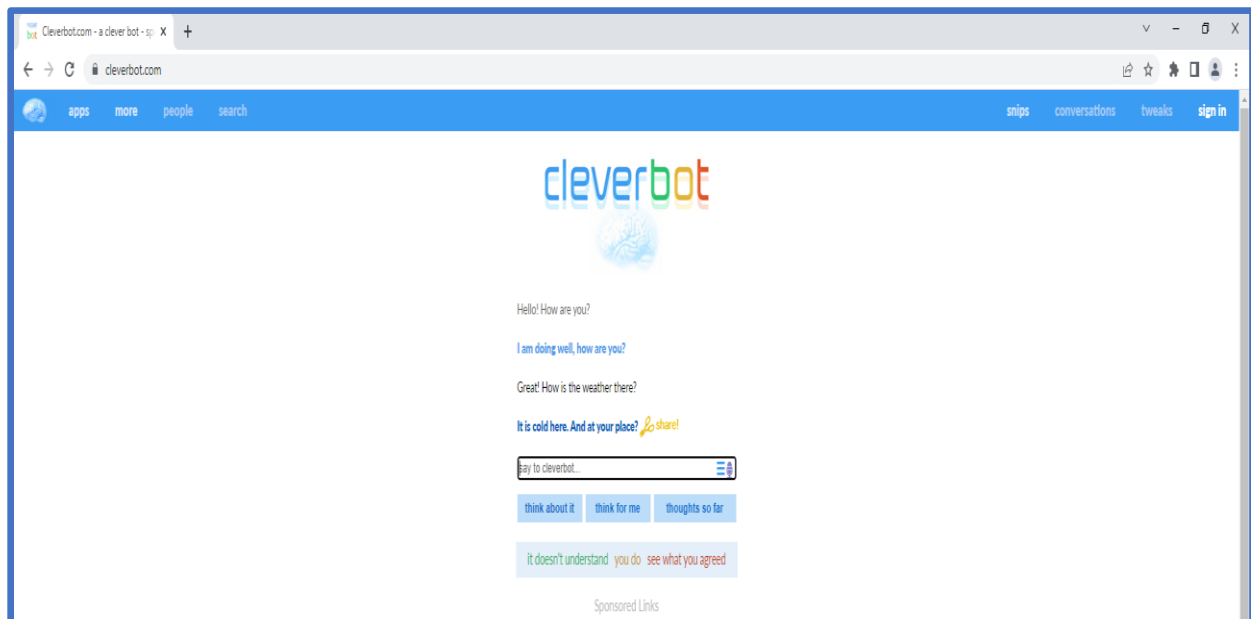 Cleverbot.com - a clever bot - sp
cleverbot.com
apps more people search snips conversations tweaks sign in
cleverbot
Hello! How are you?
I am doing well, how are you?
Great! How is the weather there?
It is cold here. And at your place? share!
say to cleverbot...
think about it think for me thoughts so far
it doesn't understand you do see what you agreed
Sponsored Links